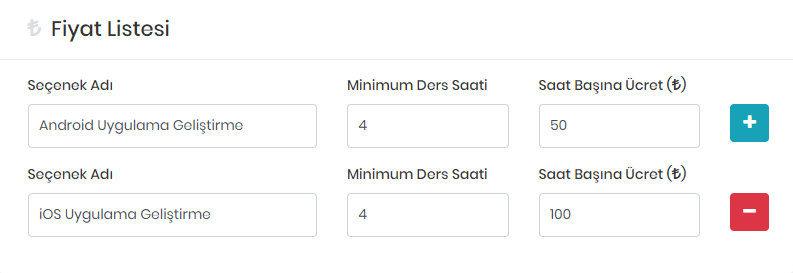 ₺ Fiyat Listesi
Seçenek Adı Minimum Ders Saati Saat Başına Ücret (₺)
Android Uygulama Geliştirme 4 50 +
Seçenek Adı Minimum Ders Saati Saat Başına Ücret (₺)
iOS Uygulama Geliştirme 4 100 −